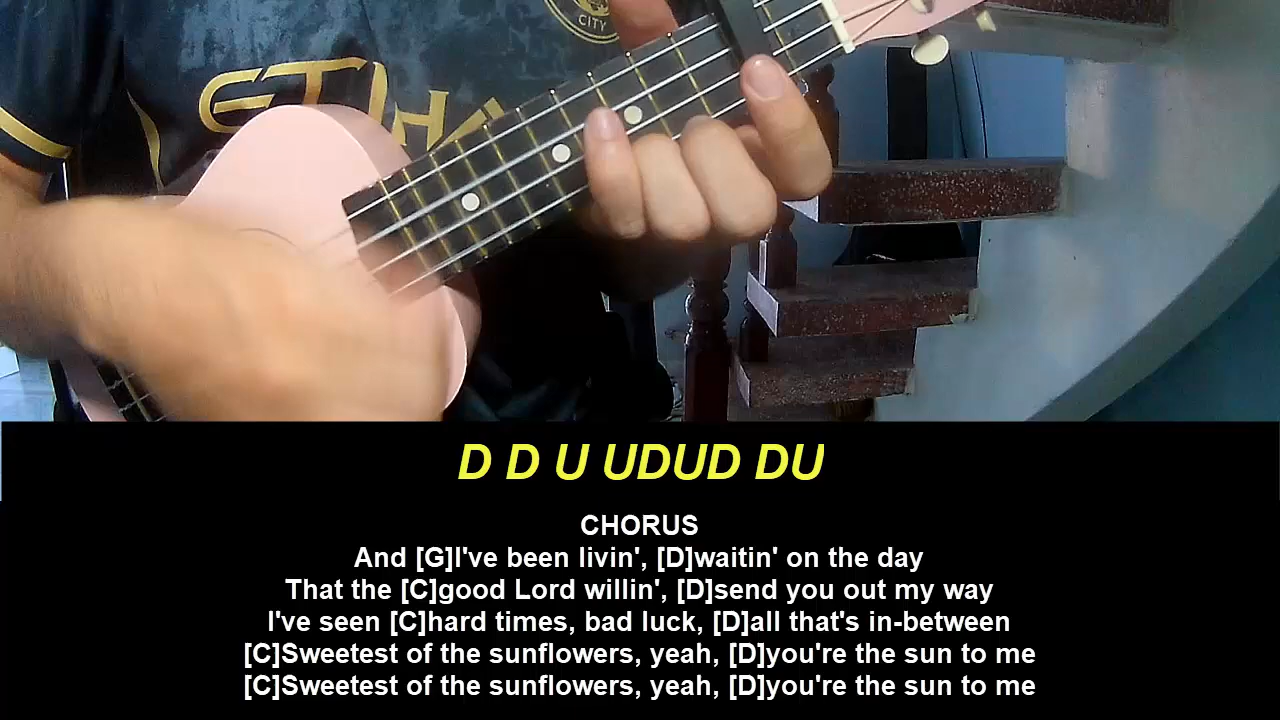 CITY
ETIHA
D D U UDUD DU
CHORUS
And [G]I've been livin', [D]waitin' on the day
That the [C]good Lord willin', [D]send you out my way
I've seen [C]hard times, bad luck, [D]all that's in-between
[C]Sweetest of the sunflowers, yeah, [D]you're the sun to me
[C]Sweetest of the sunflowers, yeah, [D]you're the sun to me